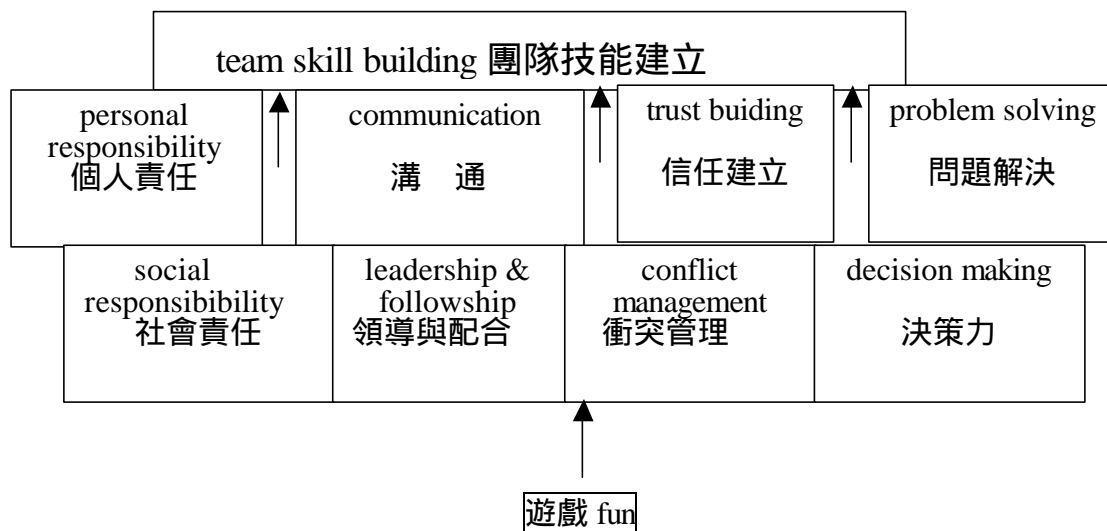 team skill building 團隊技能建立
personal
responsibility
個人責任
communication
溝 通
trust buiding
信任建立
problem solving
問題解決
social
responsibibility
社會責任
leadership &
followship
領導與配合
conflict
management
衝突管理
decision making
決策力
遊戲 fun